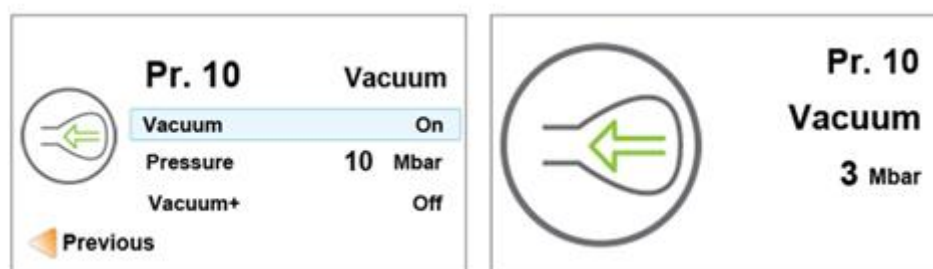 Pr. 10 Vacuum
Vacuum On
Pressure 10 Mbar
Vacuum+ Off
Previous
Pr. 10
Vacuum
3 Mbar